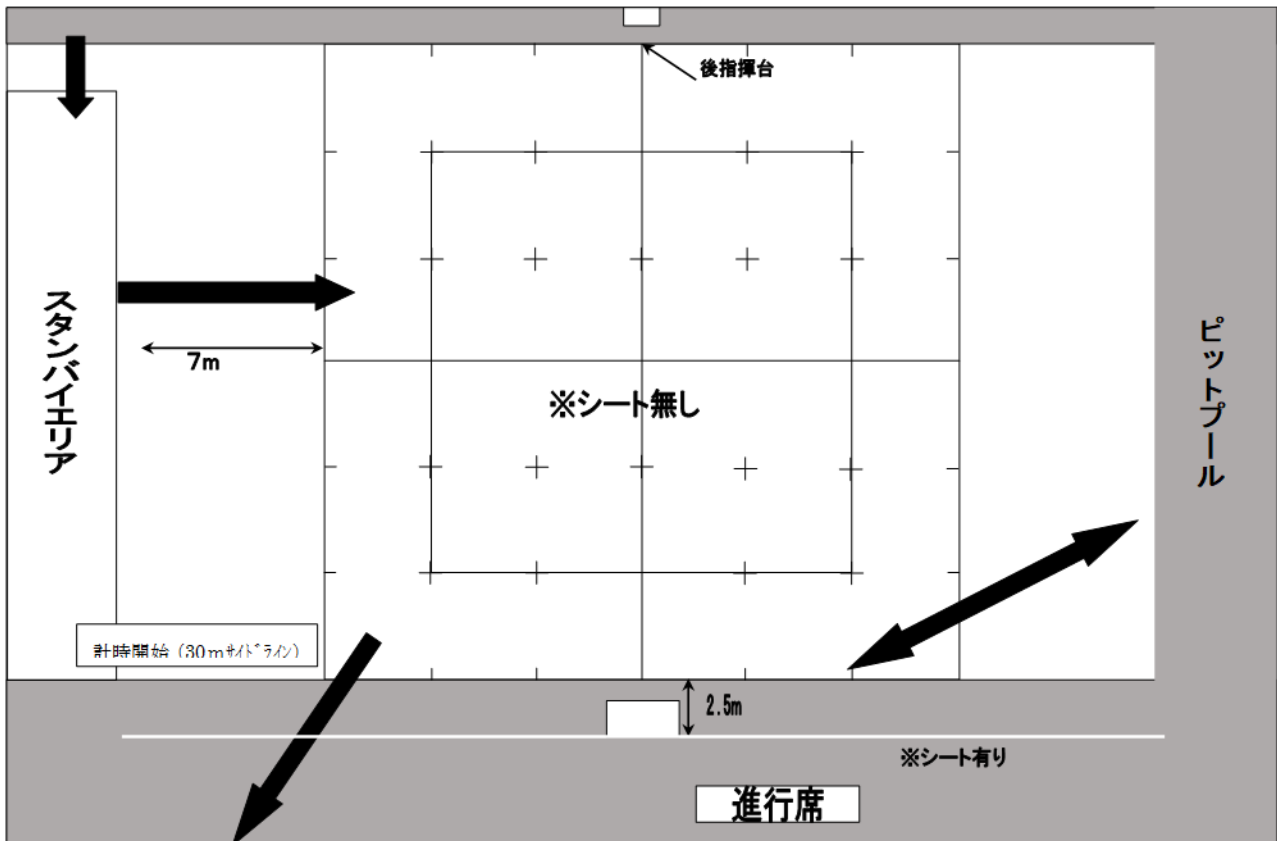 後指揮台
スタンバイエリア
7m
※シート無し
ピットプール
計時開始（30mサイドライン）
2.5m
※シート有り
進行席